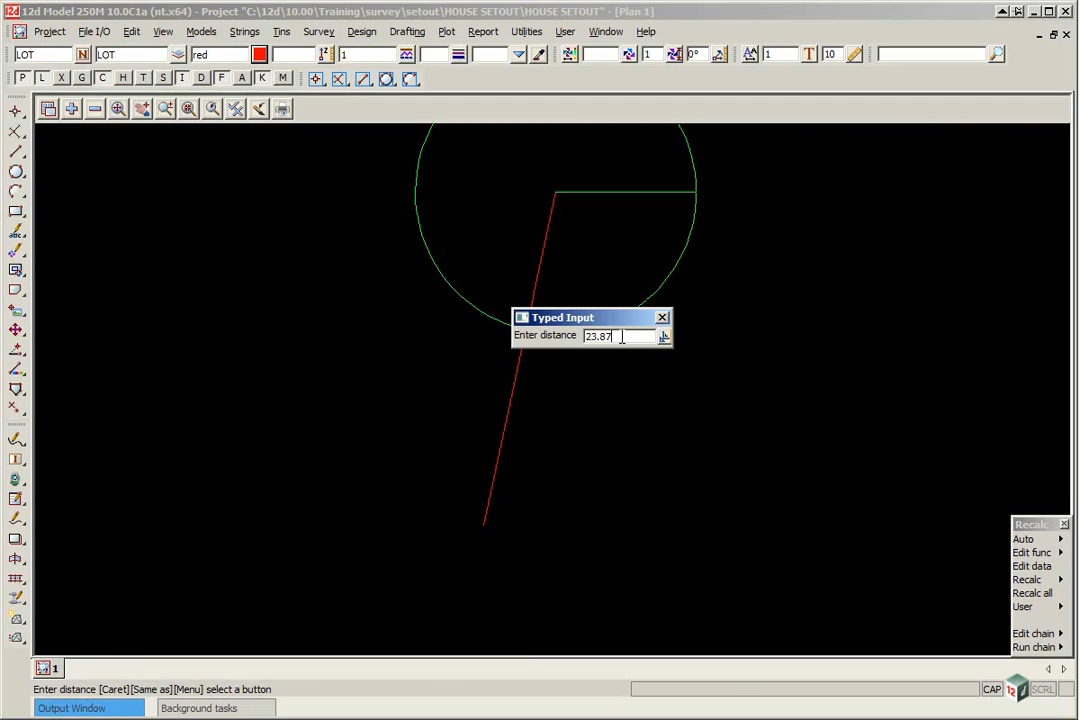 12d Model 250M 10.0C1a (nt.x64) - Project "C:\12d\10.00\Training\survey\setout\HOUSE SETOUT\HOUSE SETOUT" - [Plan 1]
Project File I/O Edit View Models Strings Tins Survey Design Drafting Plot Report Utilities User Window Help
LOT N LOT red 1 1 0° 1 T 10
P L X G C H T S I D F A K M
Typed Input
Enter distance 23.87
Recalc
Auto
Edit func
Edit data
Recalc
Recalc all
User
Edit chain
Run chain
1
Enter distance [Caret][Same as][Menu] select a button CAP 12 SCRL
Output Window Background tasks